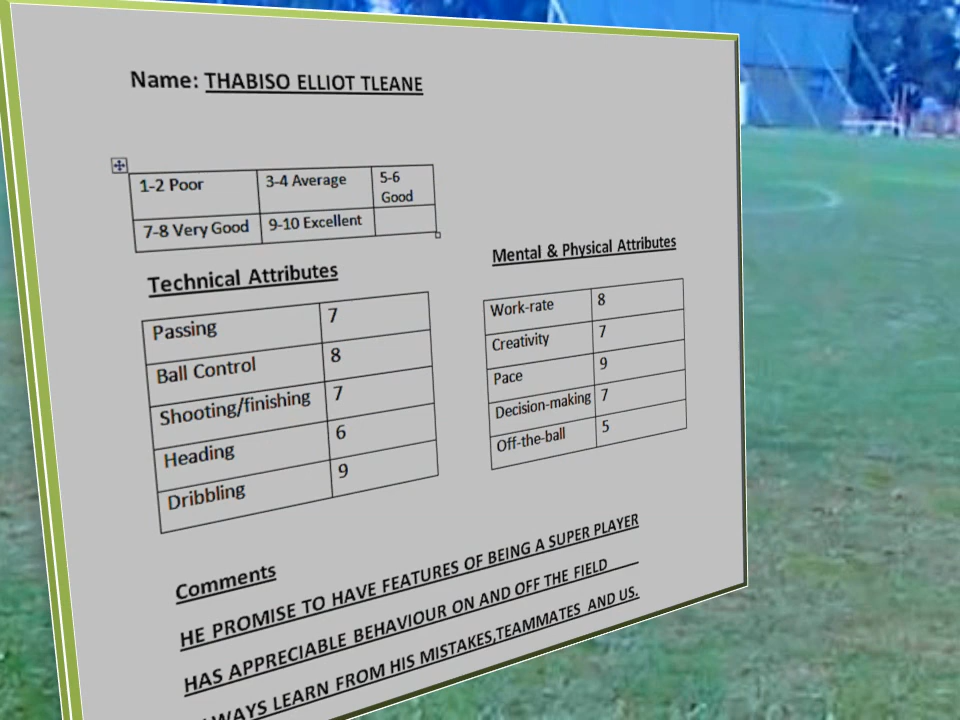 Name: THABISO ELLIOT TLEANE
1-2 Poor 3-4 Average 5-6 Good
7-8 Very Good 9-10 Excellent
Technical Attributes
Passing 7
Ball Control 8
Shooting/finishing 7
Heading 6
Dribbling 9
Mental & Physical Attributes
Work-rate 8
Creativity 7
Pace 9
Decision-making 7
Off-the-ball 5
Comments
HE PROMISE TO HAVE FEATURES OF BEING A SUPER PLAYER
HAS APPRECIABLE BEHAVIOUR ON AND OFF THE FIELD
LEARN FROM HIS MISTAKES,TEAMMATES AND US.